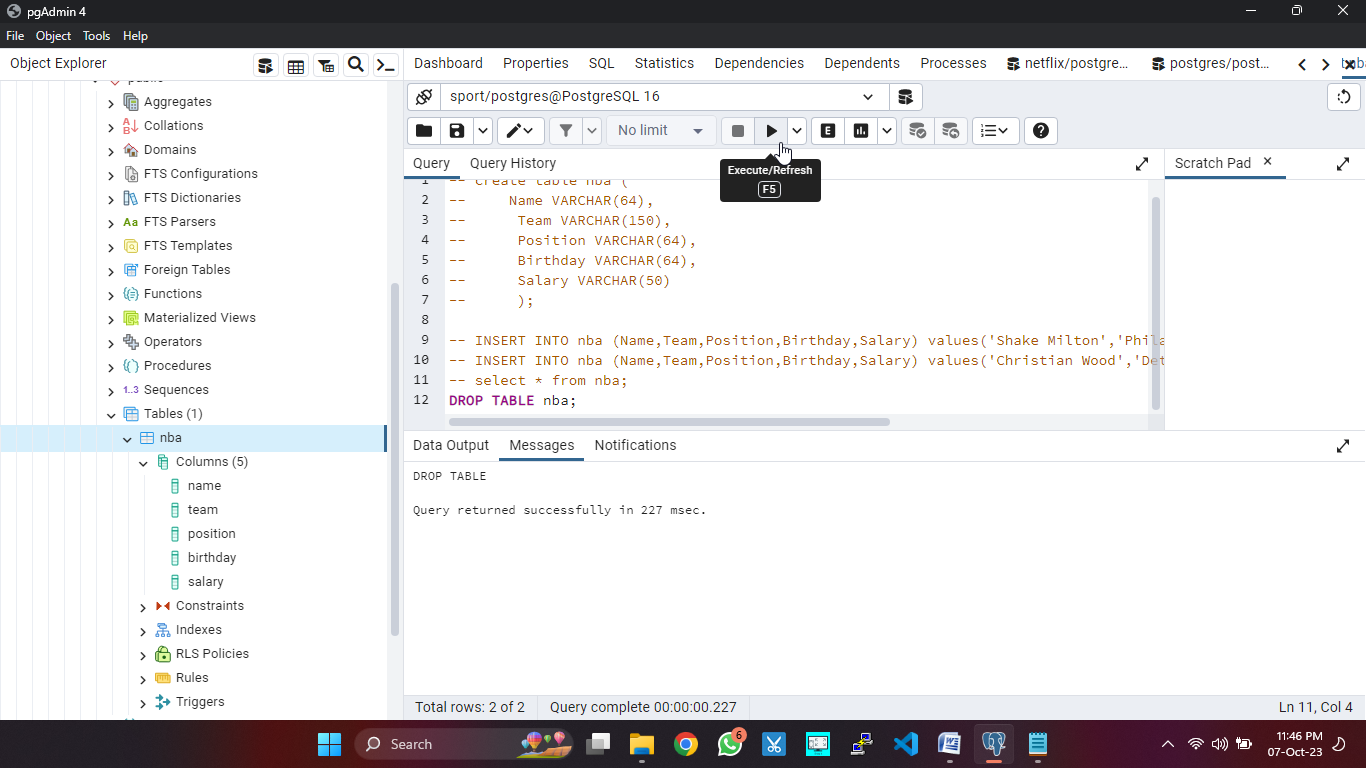 pgAdmin 4
File Object Tools Help
Object Explorer
Dashboard Properties SQL Statistics Dependencies Dependents Processes netflix/postgre... postgres/post...
public
Aggregates
Collations
Domains
FTS Configurations
FTS Dictionaries
Aa FTS Parsers
FTS Templates
Foreign Tables
Functions
Materialized Views
Operators
Procedures
1..3 Sequences
Tables (1)
nba
Columns (5)
name
team
position
birthday
salary
Constraints
Indexes
RLS Policies
Rules
Triggers
sport/postgres@PostgreSQL 16
No limit
E
Query Query History
Execute/Refresh
F5
Scratch Pad
1 -- create table nba (
2 -- Name VARCHAR(64),
3 -- Team VARCHAR(150),
4 -- Position VARCHAR(64),
5 -- Birthday VARCHAR(64),
6 -- Salary VARCHAR(50)
7 -- );
8
9 -- INSERT INTO nba (Name,Team,Position,Birthday,Salary) values('Shake Milton','Phila
10 -- INSERT INTO nba (Name,Team,Position,Birthday,Salary) values('Christian Wood','Det
11 -- select * from nba;
12 DROP TABLE nba;
Data Output Messages Notifications
DROP TABLE
Query returned successfully in 227 msec.
Total rows: 2 of 2 Query complete 00:00:00.227 Ln 11, Col 4
Search
6
11:46 PM
07-Oct-23